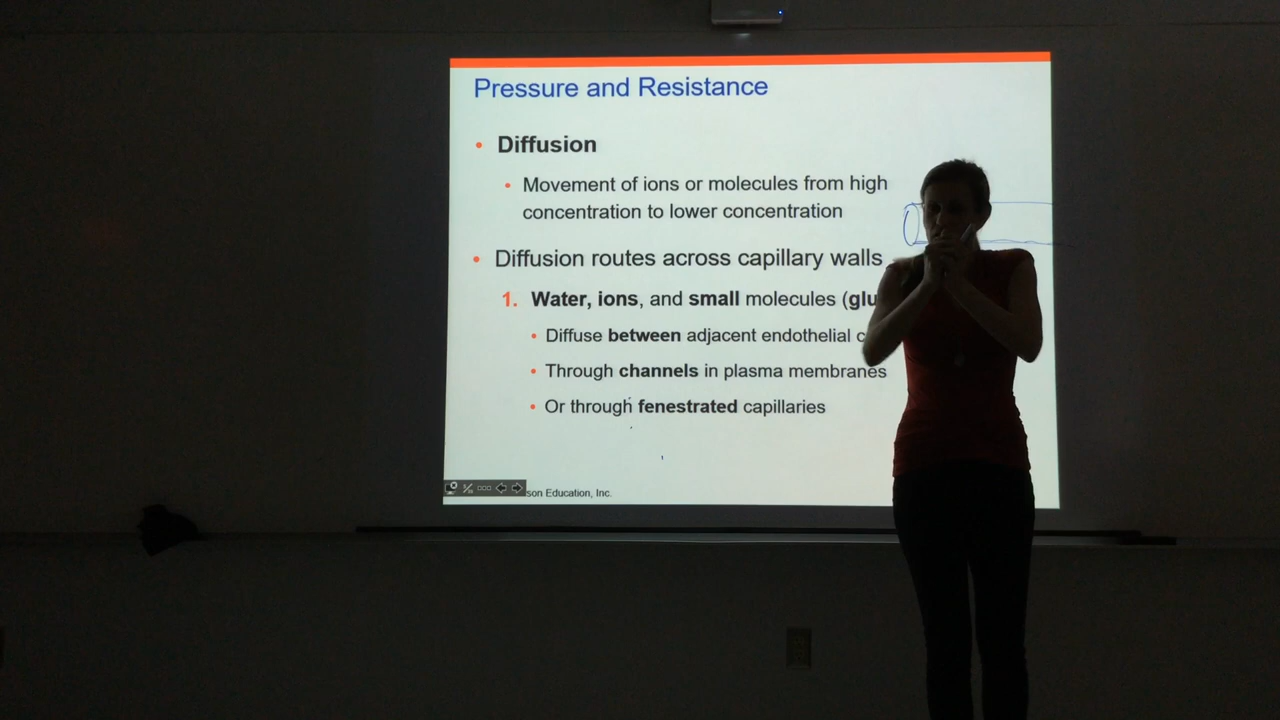 Pressure and Resistance
• Diffusion
• Movement of ions or molecules from high
concentration to lower concentration
• Diffusion routes across capillary walls
1. Water, ions, and small molecules (glu
• Diffuse between adjacent endothelial c
• Through channels in plasma membranes
• Or through fenestrated capillaries
son Education, Inc.